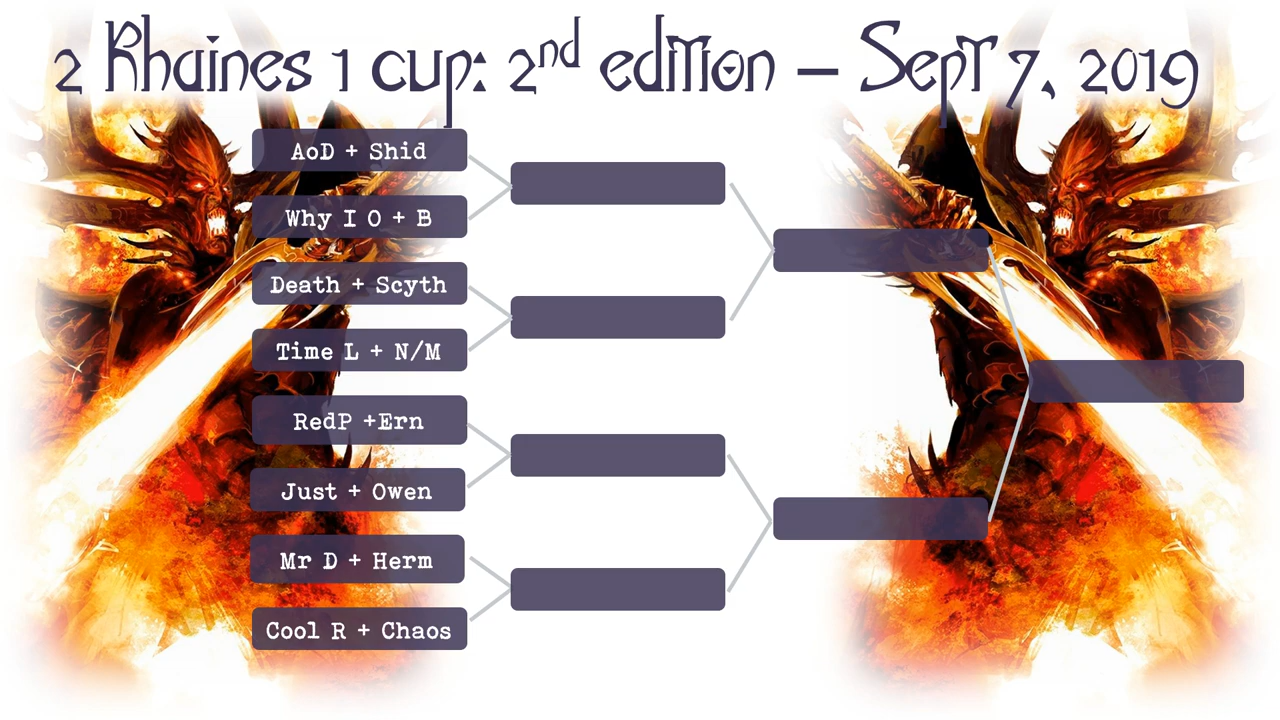 2 Khaines 1 cup: 2nd edition – Sept 7, 2019
AoD + Shid
Why I O + B
Death + Scyth
Time L + N/M
RedP +Ern
Just + Owen
Mr D + Herm
Cool R + Chaos